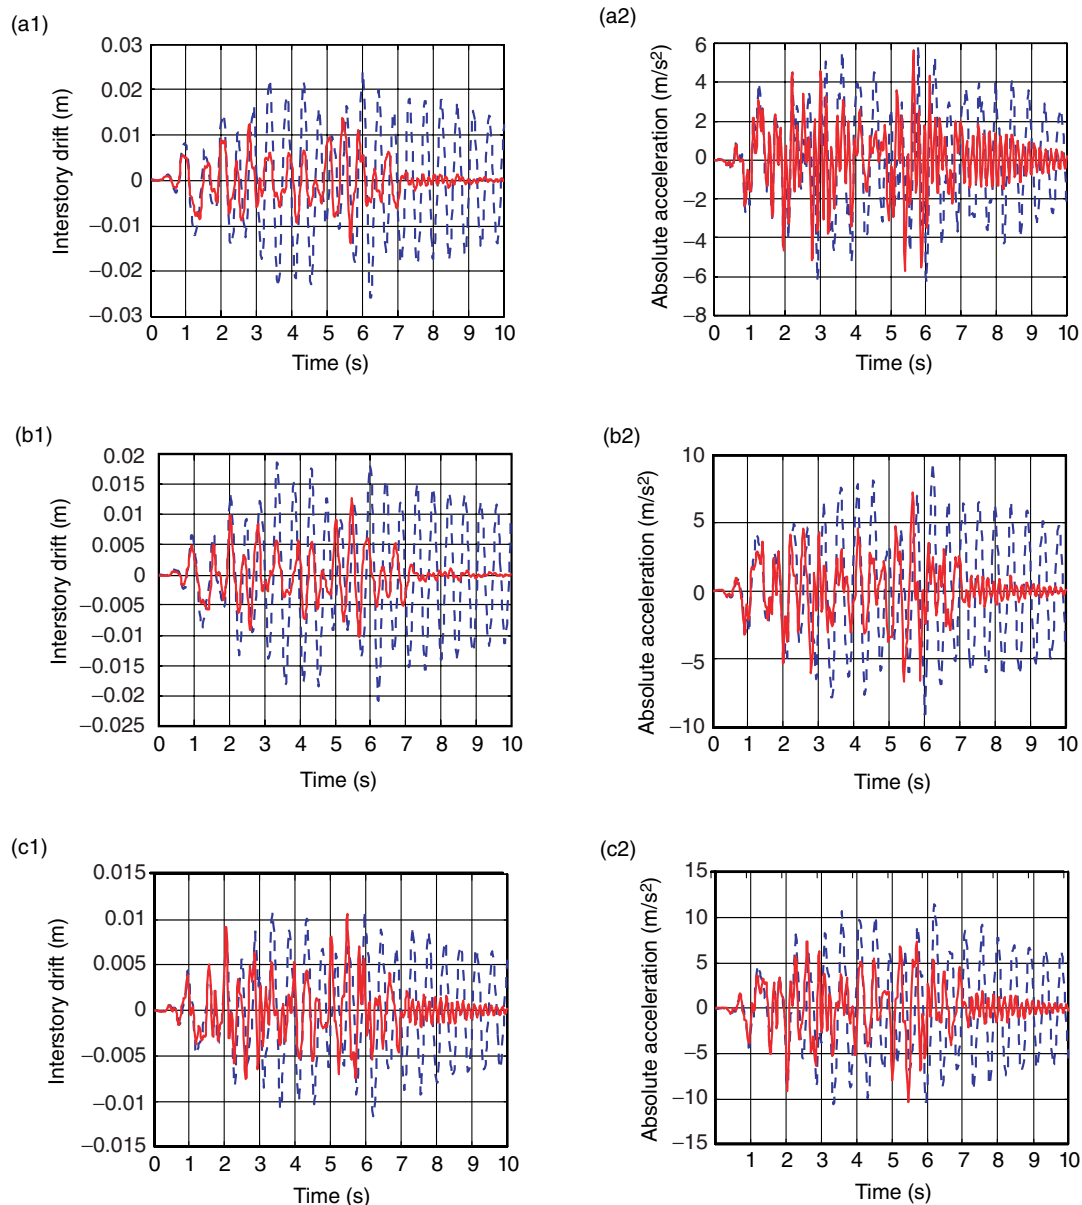 (a1)
Interstory drift (m)
0.03
0.02
0.01
0
−0.01
−0.02
−0.03
0 1 2 3 4 5 6 7 8 9 10
Time (s)
(a2)
Absolute acceleration (m/s²)
6
4
2
0
−2
−4
−6
−8
0 1 2 3 4 5 6 7 8 9 10
Time (s)
(b1)
Interstory drift (m)
0.02
0.015
0.01
0.005
0
−0.005
−0.01
−0.015
−0.02
−0.025
0 1 2 3 4 5 6 7 8 9 10
Time (s)
(b2)
Absolute acceleration (m/s²)
10
5
0
−5
−10
0 1 2 3 4 5 6 7 8 9 10
Time (s)
(c1)
Interstory drift (m)
0.015
0.01
0.005
0
−0.005
−0.01
−0.015
0 1 2 3 4 5 6 7 8 9 10
Time (s)
(c2)
Absolute acceleration (m/s²)
15
10
5
0
−5
−10
−15
1 2 3 4 5 6 7 8 9 10
Time (s)